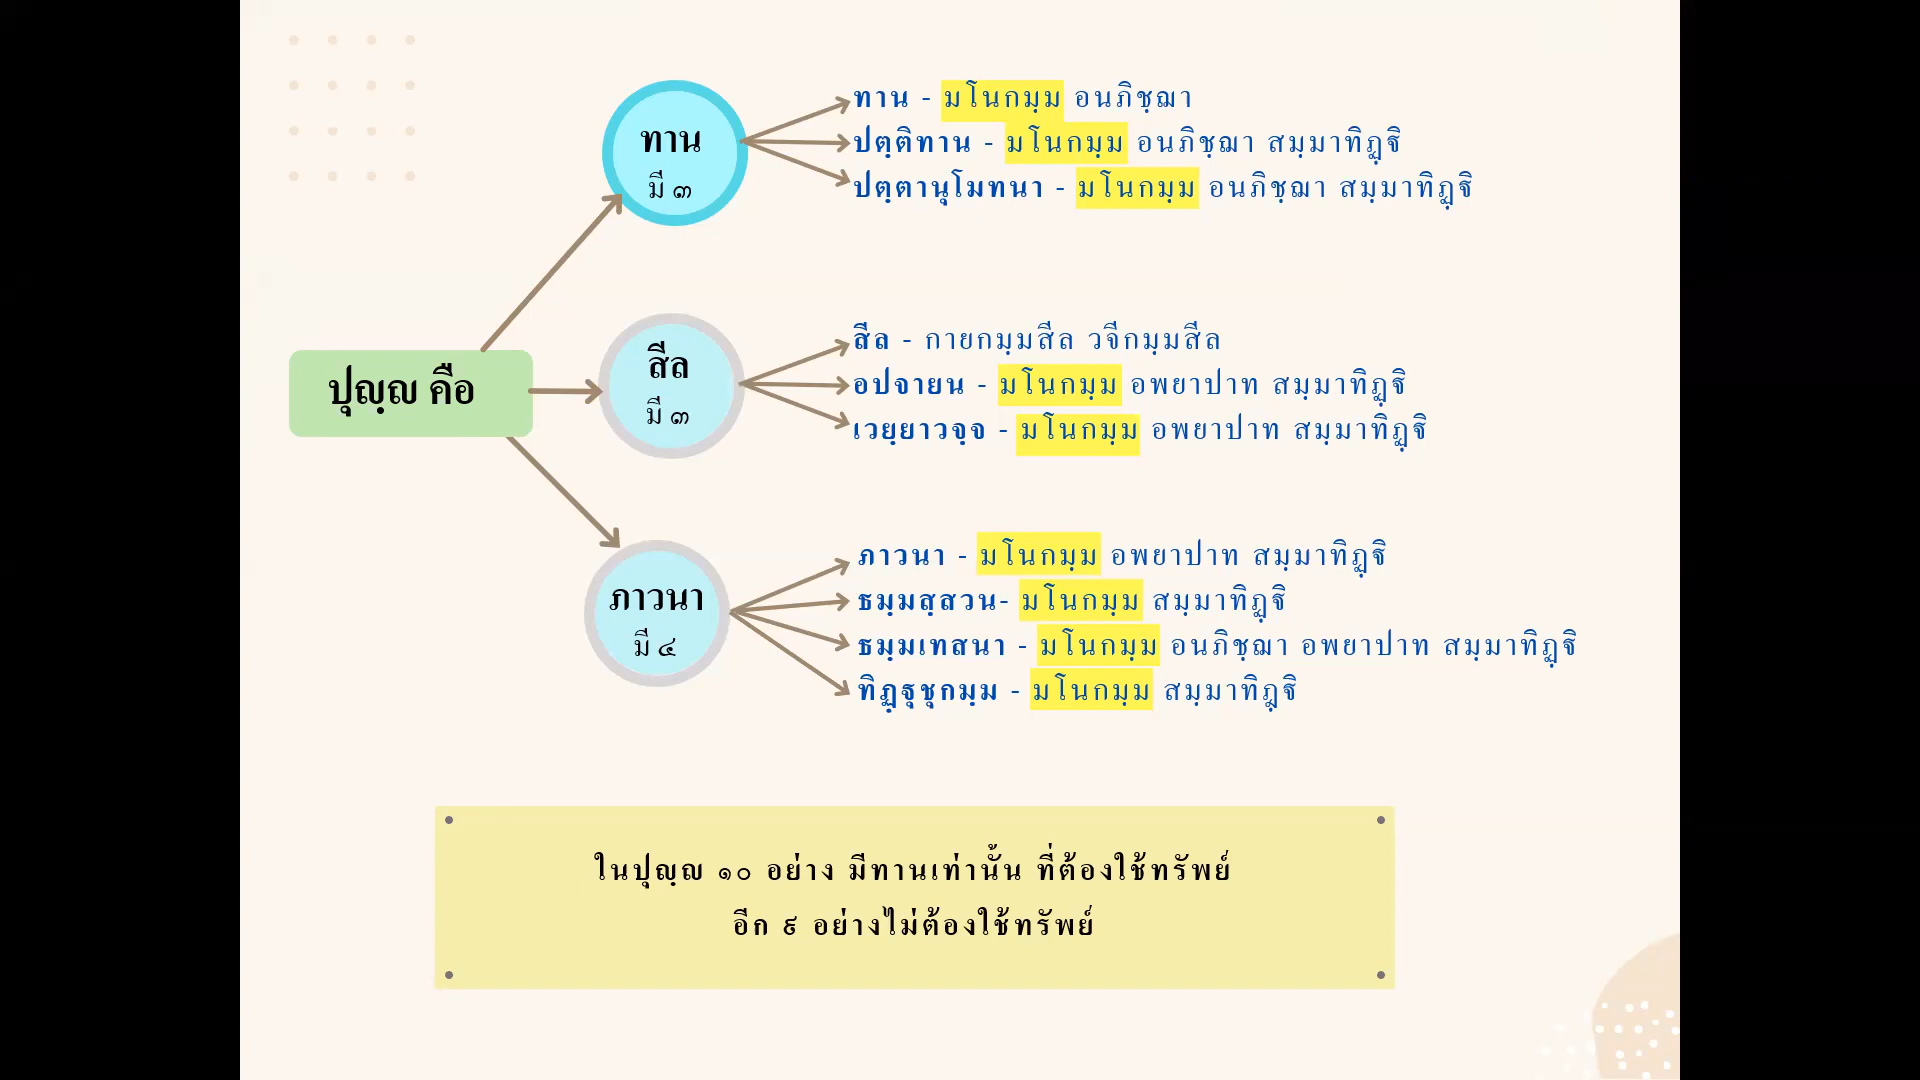 ปุญฺญ คือ
ทาน
มี ๓
ทาน - มโนกมฺม อนภิชฺฌา
ปตฺติทาน - มโนกมฺม อนภิชฺฌา สมฺมาทิฏฺฐิ
ปตฺตานุโมทนา - มโนกมฺม อนภิชฺฌา สมฺมาทิฏฺฐิ
สีล
มี ๓
สีล - กายกมฺมสีล วจีกมฺมสีล
อปจายน - มโนกมฺม อพยาปาท สมฺมาทิฏฺฐิ
เวยฺยาวจฺจ - มโนกมฺม อพยาปาท สมฺมาทิฏฺฐิ
ภาวนา
มี ๔
ภาวนา - มโนกมฺม อพยาปาท สมฺมาทิฏฺฐิ
ธมฺมสฺสวน- มโนกมฺม สมฺมาทิฏฺฐิ
ธมฺมเทสนา - มโนกมฺม อนภิชฺฌา อพยาปาท สมฺมาทิฏฺฐิ
ทิฏฺฐุชุกมฺม - มโนกมฺม สมฺมาทิฎฺฐิ
ในปุญฺญ ๑๐ อย่าง มีทานเท่านั้น ที่ต้องใช้ทรัพย์
อีก ๙ อย่างไม่ต้องใช้ทรัพย์